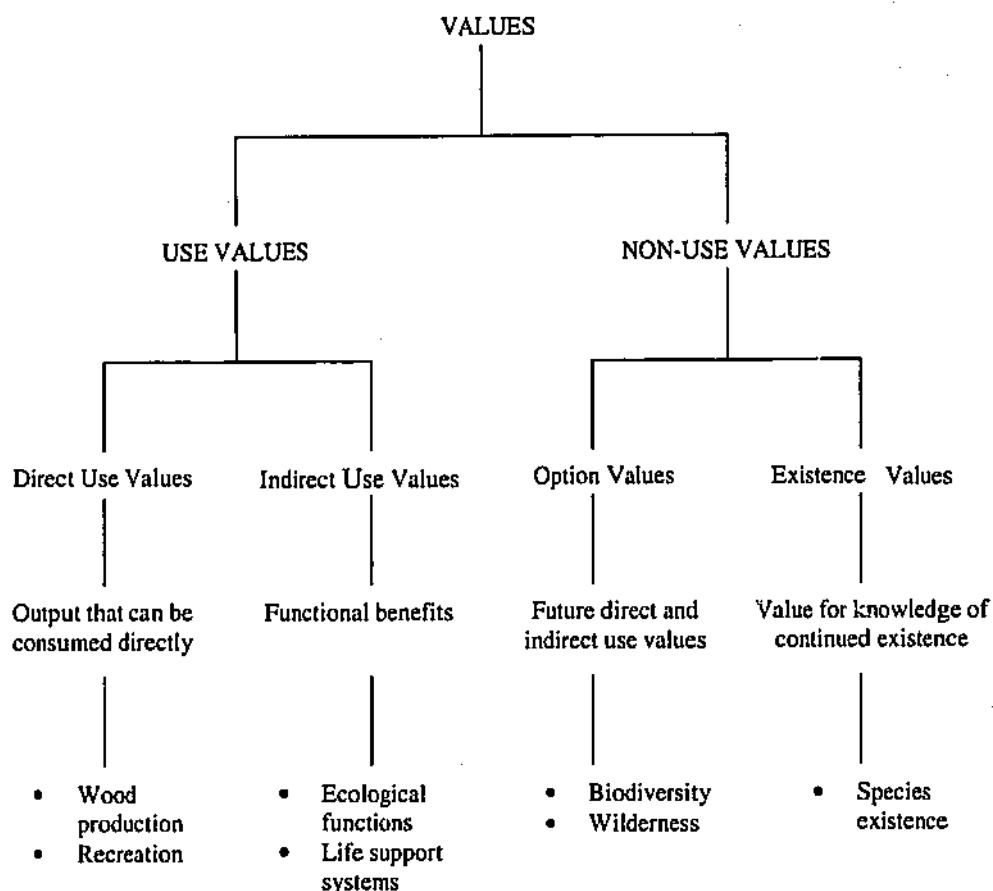 VALUES
USE VALUES
NON-USE VALUES
Direct Use Values
Indirect Use Values
Option Values
Existence Values
Output that can be
consumed directly
Functional benefits
Future direct and
indirect use values
Value for knowledge of
continued existence
• Wood
production
• Recreation
• Ecological
functions
• Life support
systems
• Biodiversity
• Wilderness
• Species
existence